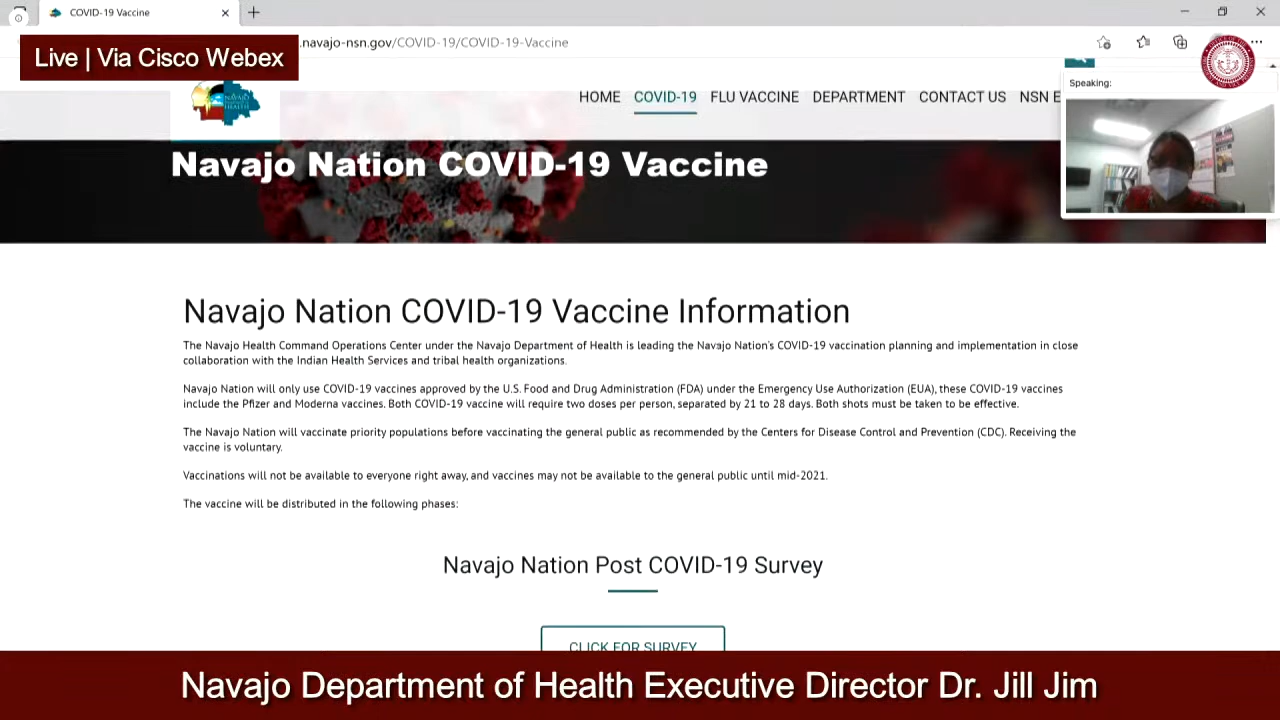 COVID-19 Vaccine
.navajo-nsn.gov/COVID-19/COVID-19-Vaccine
Live | Via Cisco Webex
Speaking:
NAVAJO
HEALTH
HOME COVID-19 FLU VACCINE DEPARTMENT CONTACT US NSN E
Navajo Nation COVID-19 Vaccine
Navajo Nation COVID-19 Vaccine Information
The Navajo Health Command Operations Center under the Navajo Department of Health is leading the Navajo Nation's COVID-19 vaccination planning and implementation in close
collaboration with the Indian Health Services and tribal health organizations.
Navajo Nation will only use COVID-19 vaccines approved by the U.S. Food and Drug Administration (FDA) under the Emergency Use Authorization (EUA), these COVID-19 vaccines
include the Pfizer and Moderna vaccines. Both COVID-19 vaccine will require two doses per person, separated by 21 to 28 days. Both shots must be taken to be effective.
The Navajo Nation will vaccinate priority populations before vaccinating the general public as recommended by the Centers for Disease Control and Prevention (CDC). Receiving the
vaccine is voluntary.
Vaccinations will not be available to everyone right away, and vaccines may not be available to the general public until mid-2021.
The vaccine will be distributed in the following phases:
Navajo Nation Post COVID-19 Survey
CLICK FOR SURVEY
Navajo Department of Health Executive Director Dr. Jill Jim